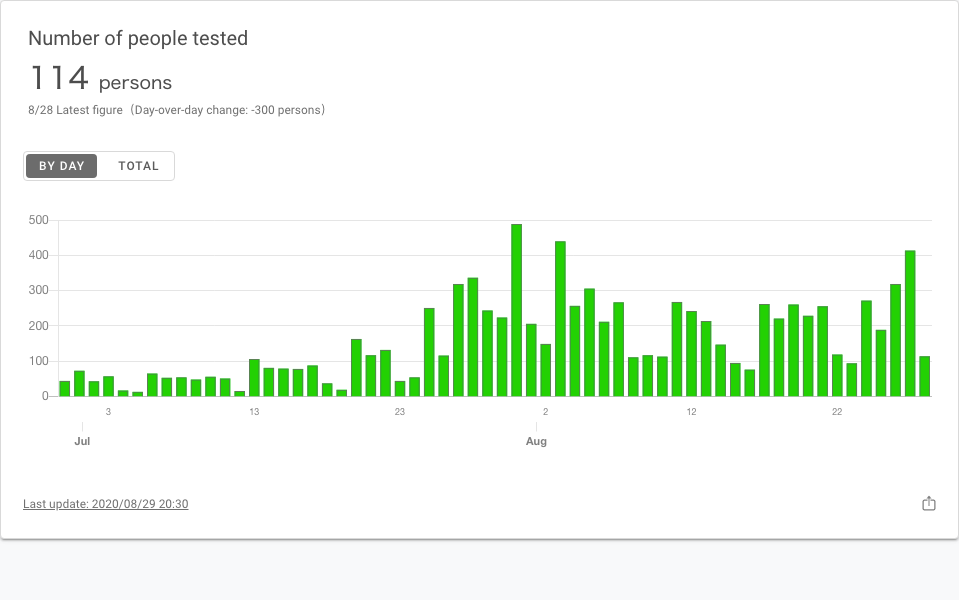 Number of people tested
114 persons
8/28 Latest figure（Day-over-day change: -300 persons）
BY DAY TOTAL
500
400
300
200
100
0
3 13 23 2 12 22
Jul Aug
Last update: 2020/08/29 20:30